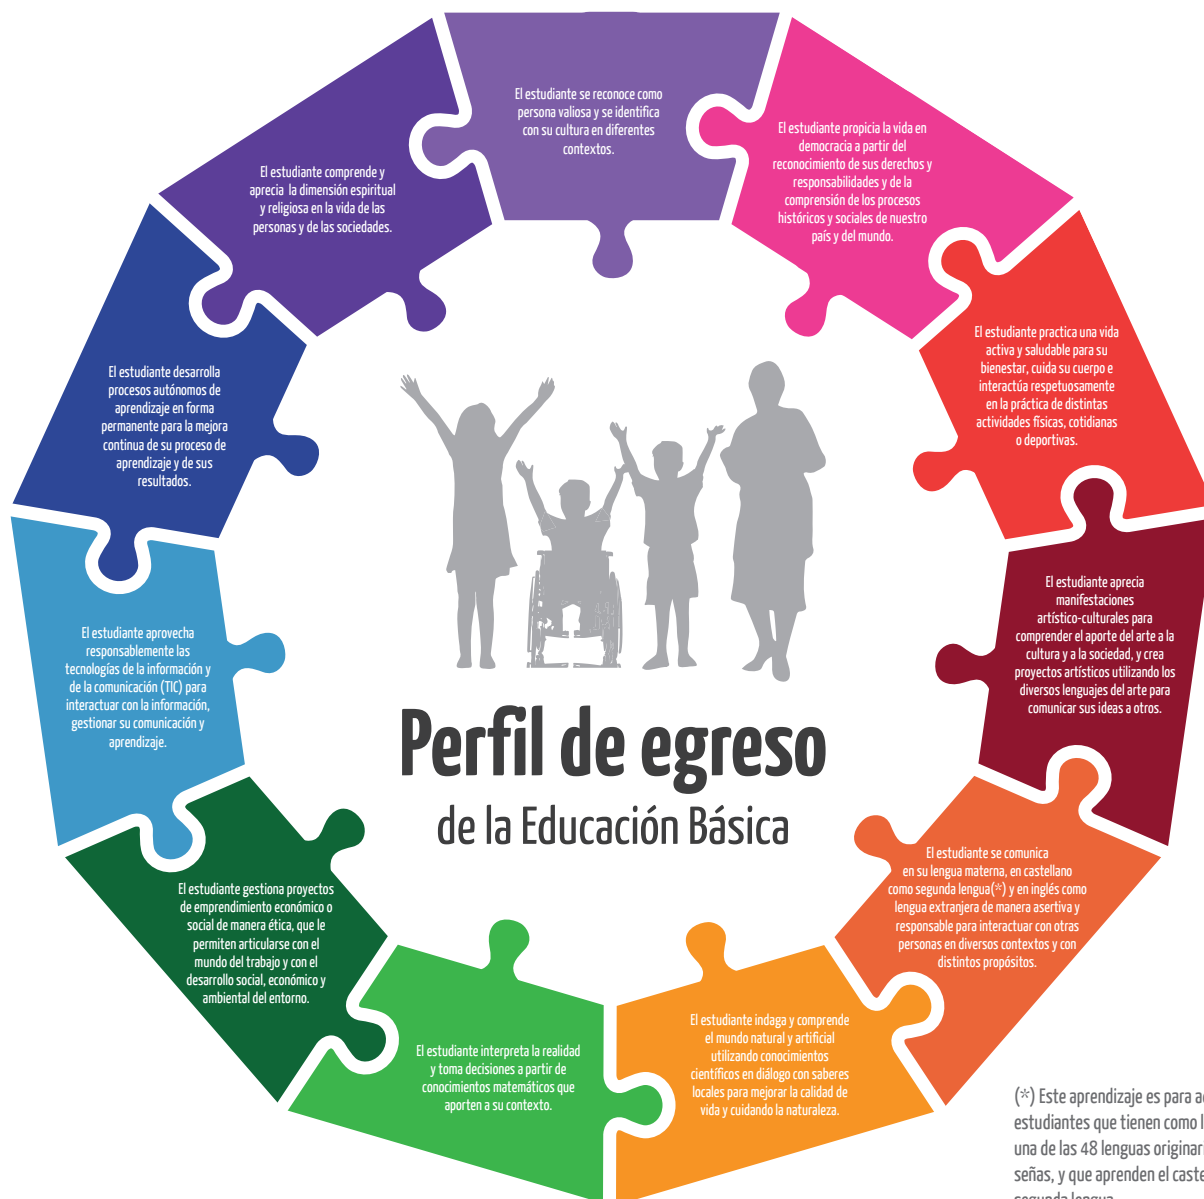 El estudiante se reconoce como
persona valiosa y se identifica
con su cultura en diferentes
contextos.
El estudiante propicia la vida en
democracia a partir del
reconocimiento de sus derechos y
responsabilidades y de la
comprensión de los procesos
históricos y sociales de nuestro
país y del mundo.
El estudiante practica una vida
activa y saludable para su
bienestar, cuida su cuerpo e
interactúa respetuosamente
en la práctica de distintas
actividades físicas, cotidianas
o deportivas.
El estudiante aprecia
manifestaciones
artístico-culturales para
comprender el aporte del arte a la
cultura y a la sociedad, y crea
proyectos artísticos utilizando los
diversos lenguajes del arte para
comunicar sus ideas a otros.
El estudiante se comunica
en su lengua materna, en castellano
como segunda lengua(*) y en inglés como
lengua extranjera de manera asertiva y
responsable para interactuar con otras
personas en diversos contextos y con
distintos propósitos.
El estudiante indaga y comprende
el mundo natural y artificial
utilizando conocimientos
científicos en diálogo con saberes
locales para mejorar la calidad de
vida y cuidando la naturaleza.
El estudiante interpreta la realidad
y toma decisiones a partir de
conocimientos matemáticos que
aporten a su contexto.
El estudiante gestiona proyectos
de emprendimiento económico o
social de manera ética, que le
permiten articularse con el
mundo del trabajo y con el
desarrollo social, económico y
ambiental del entorno.
El estudiante aprovecha
responsablemente las
tecnologías de la información y
de la comunicación (TIC) para
interactuar con la información,
gestionar su comunicación y
aprendizaje.
El estudiante desarrolla
procesos autónomos de
aprendizaje en forma
permanente para la mejora
continua de su proceso de
aprendizaje y de sus
resultados.
El estudiante comprende y
aprecia la dimensión espiritual
y religiosa en la vida de las
personas y de las sociedades.
Perfil de egreso
de la Educación Básica
(*) Este aprendizaje es para
estudiantes que tienen como
una de las 48 lenguas
señas, y que aprenden el
segunda lengua.